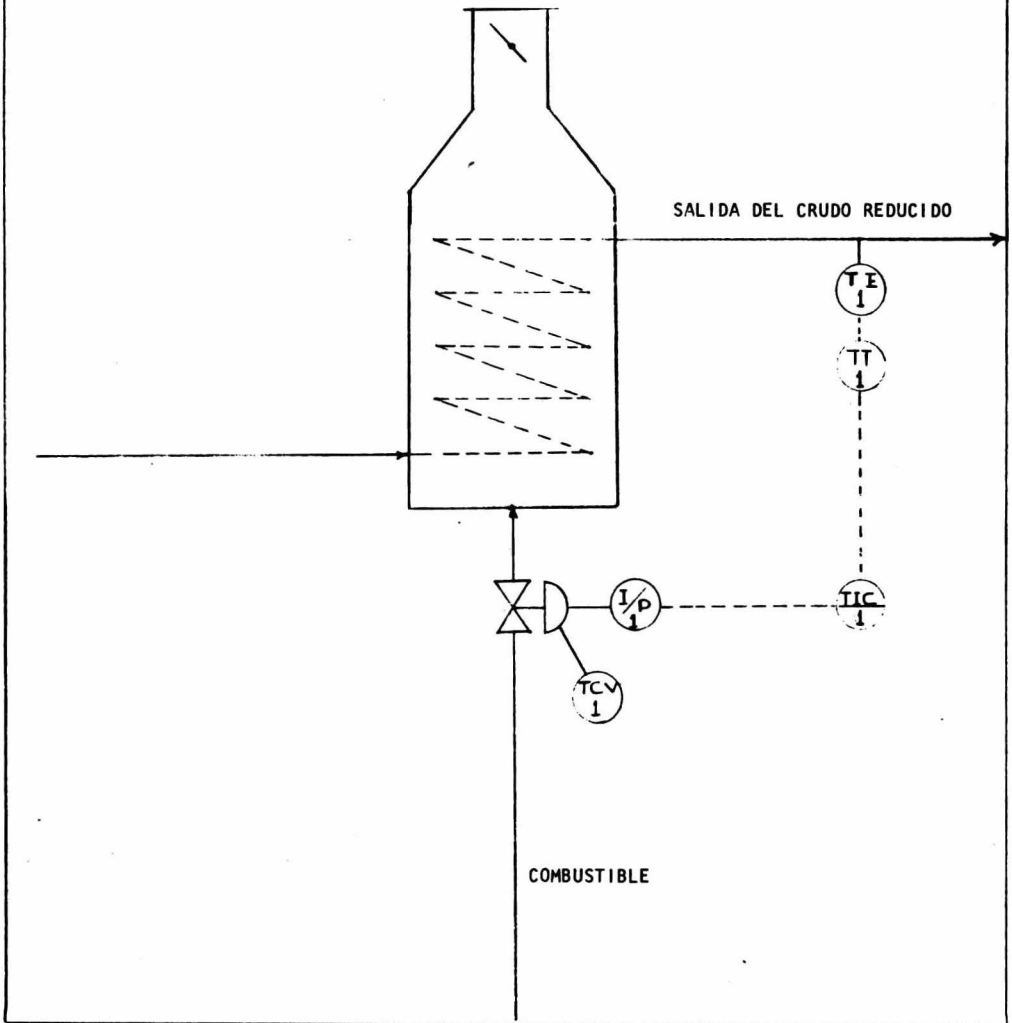 SALIDA DEL CRUDO REDUCIDO
TE
1
TT
1
I/P
1
TIC
1
TCV
1
COMBUSTIBLE